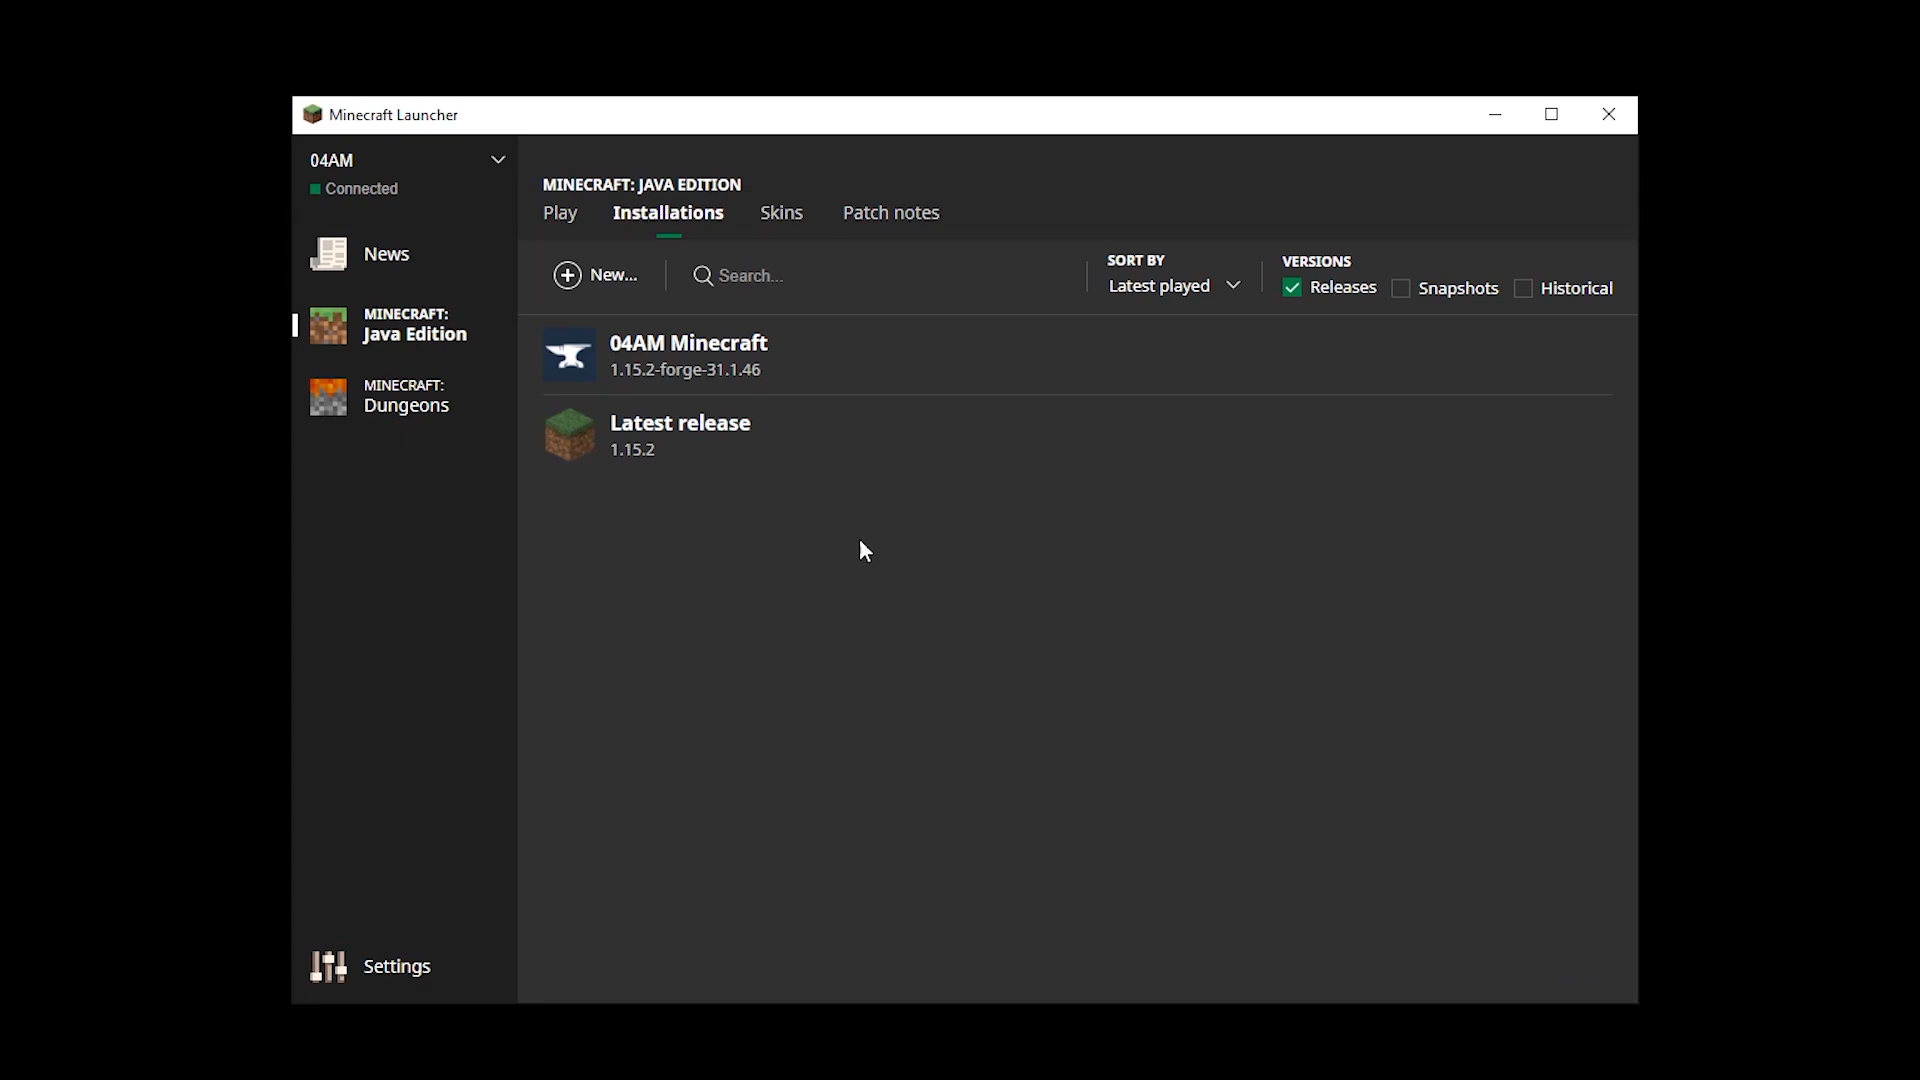 Minecraft Launcher
04AM
Connected
News
MINECRAFT:
Java Edition
MINECRAFT:
Dungeons
Settings
MINECRAFT: JAVA EDITION
Play Installations Skins Patch notes
New... Search...
SORT BY
Latest played
VERSIONS
Releases Snapshots Historical
04AM Minecraft
1.15.2-forge-31.1.46
Latest release
1.15.2